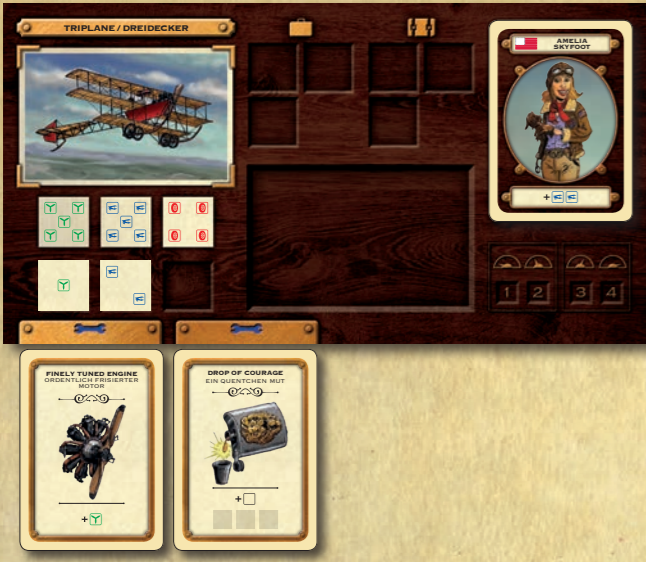 TRIPLANE / DREIDECKER
AMELIA
SKYFOOT
+
1 2 3 4
FINELY TUNED ENGINE
ORDENTLICH FRISIERTER
MOTOR
+
DROP OF COURAGE
EIN QUENTCHEN MUT
+